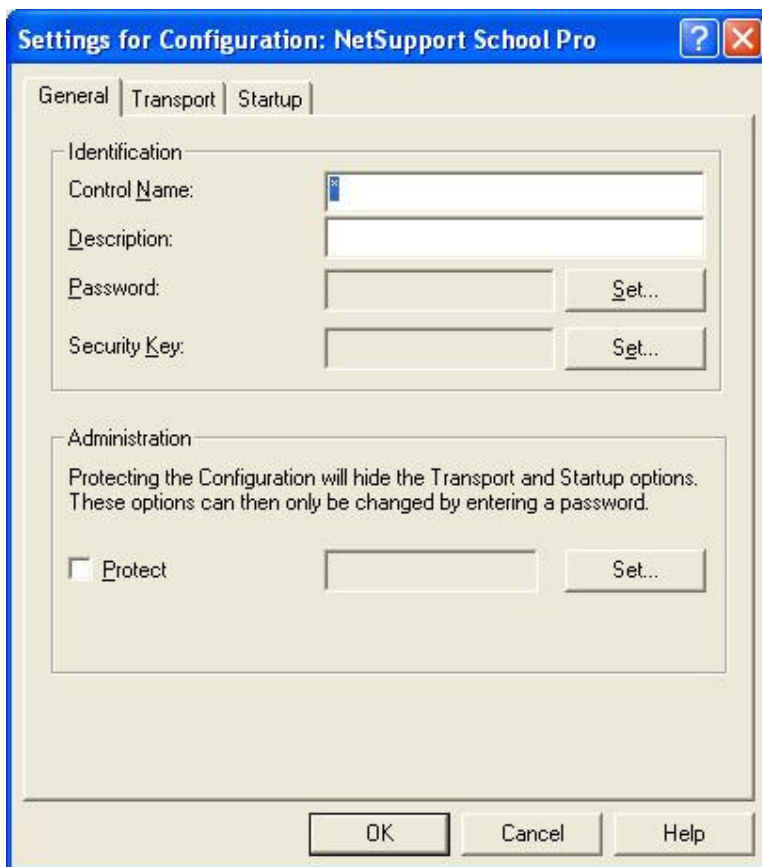 Settings for Configuration: NetSupport School Pro
General Transport Startup
Identification
Control Name: *
Description:
Password: Set...
Security Key: Set...
Administration
Protecting the Configuration will hide the Transport and Startup options.
These options can then only be changed by entering a password.
Protect Set...
OK Cancel Help